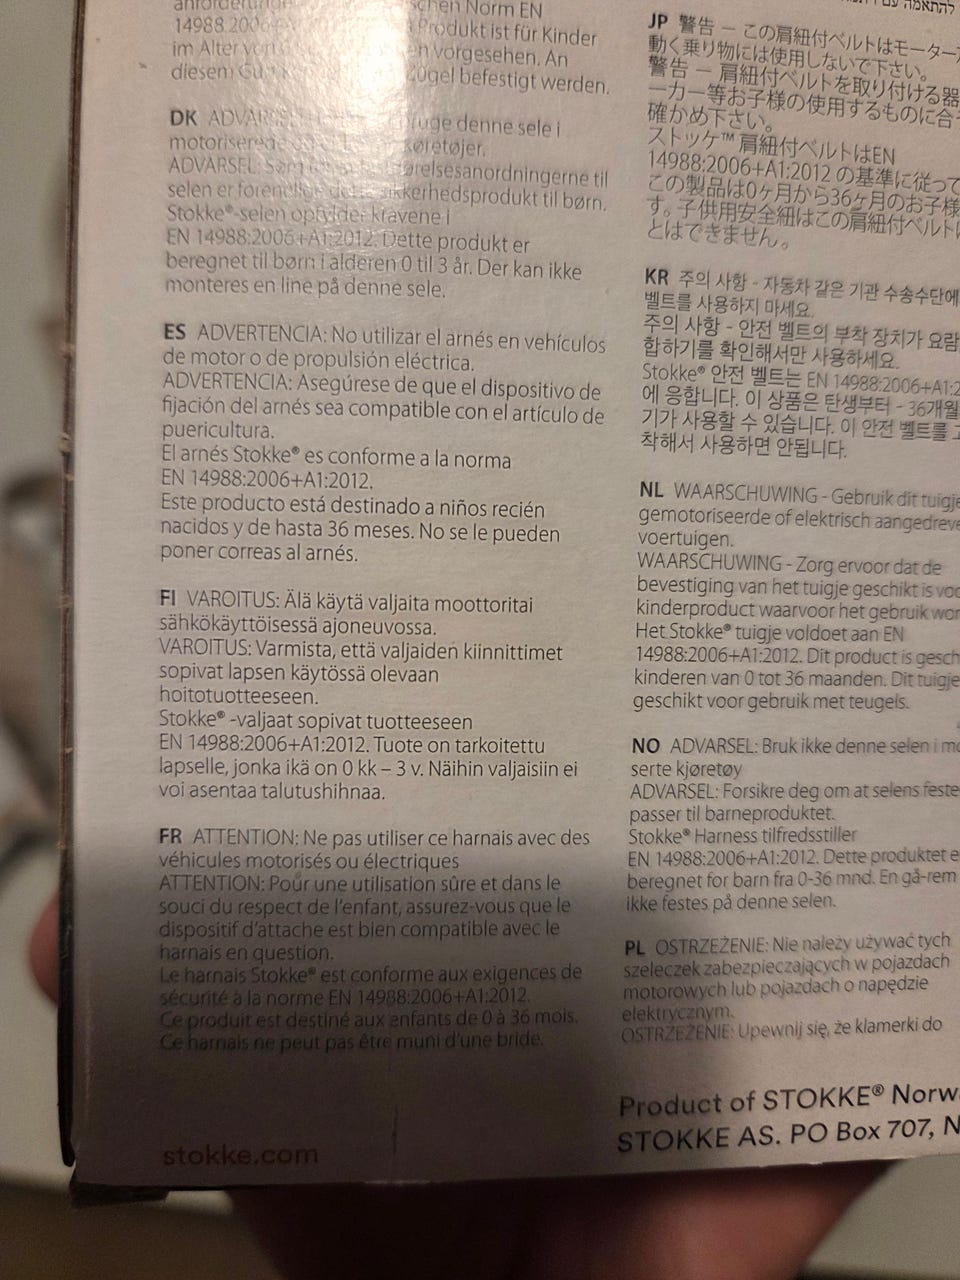 schen Norm EN
14988:2006 Produkt ist für Kinder
im Alter vorgesehen. An
diesem befestigt werden.
DK denne sele i
motoriserede køretøjer.
ADVARSEL: til
selen er sikkerhedsprodukt til børn.
Stokke®-selen opfylder kravene i
EN 14988:2006+A1:2012. Dette produkt er
beregnet til børn i alderen 0 til 3 år. Der kan ikke
monteres en line på denne sele.
ES ADVERTENCIA: No utilizar el arnés en vehículos
de motor o de propulsión eléctrica.
ADVERTENCIA: Asegúrese de que el dispositivo de
fijación del arnés sea compatible con el artículo de
puericultura.
El arnés Stokke® es conforme a la norma
EN 14988:2006+A1:2012.
Este producto está destinado a niños recién
nacidos y de hasta 36 meses. No se le pueden
poner correas al arnés.
FI VAROITUS: Älä käytä valjaita moottoritai
sähkökäyttöisessä ajoneuvossa.
VAROITUS: Varmista, että valjaiden kiinnittimet
sopivat lapsen käytössä olevaan
hoitotuotteeseen.
Stokke® -valjaat sopivat tuotteeseen
EN 14988:2006+A1:2012. Tuote on tarkoitettu
lapselle, jonka ikä on 0 kk – 3 v. Näihin valjaisiin ei
voi asentaa talutushihnaa.
FR ATTENTION: Ne pas utiliser ce harnais avec des
véhicules motorisés ou électriques
ATTENTION: Pour une utilisation sûre et dans le
souci du respect de l'enfant, assurez-vous que le
dispositif d'attache est bien compatible avec le
harnais en question.
Le harnais Stokke® est conforme aux exigences de
sécurité à la norme EN 14988:2006+A1:2012.
Ce produit est destiné aux enfants de 0 à 36 mois.
Ce harnais ne peut pas être muni d'une bride.
stokke.com
JP 警告 — この肩紐付ベルトはモーター
動く乗り物には使用しないで下さい。
警告 — 肩紐付ベルトを取り付ける器
ーカー等お子様の使用するものに合
確かめ下さい。
ストッケ™ 肩紐付ベルトはEN
14988:2006+A1:2012 の基準に従って
この製品は0ヶ月から36ヶ月のお子様
す。子供用安全紐はこの肩紐付ベルトに
とはできません。
KR 주의 사항 - 자동차 같은 기관 수송수단에
벨트를 사용하지 마세요.
주의 사항 - 안전 벨트의 부착 장치가 요람
합하기를 확인해서만 사용하세요.
Stokke® 안전 벨트는 EN 14988:2006+A1:2
에 응합니다. 이 상품은 탄생부터 - 36개월
기가 사용할 수 있습니다. 이 안전 벨트를
착해서 사용하면 안됩니다.
NL WAARSCHUWING - Gebruik dit tuigje
gemotoriseerde of elektrisch aangedreve
voertuigen.
WAARSCHUWING - Zorg ervoor dat de
bevestiging van het tuigje geschikt is voo
kinderproduct waarvoor het gebruik wor
Het Stokke® tuigje voldoet aan EN
14988:2006+A1:2012. Dit product is gesch
kinderen van 0 tot 36 maanden. Dit tuigje
geschikt voor gebruik met teugels.
NO ADVARSEL: Bruk ikke denne selen i mo
serte kjøretøy
ADVARSEL: Forsikre deg om at selens feste
passer til barneproduktet.
Stokke® Harness tilfredsstiller
EN 14988:2006+A1:2012. Dette produktet e
beregnet for barn fra 0-36 mnd. En gå-rem
ikke festes på denne selen.
PL OSTRZEŻENIE: Nie należy używać tych
szeleczek zabezpieczających w pojazdach
motorowych lub pojazdach o napędzie
elektrycznym.
OSTRZEŻENIE: Upewnij się, że klamerki do
Product of STOKKE® Norw
STOKKE AS. PO Box 707, N